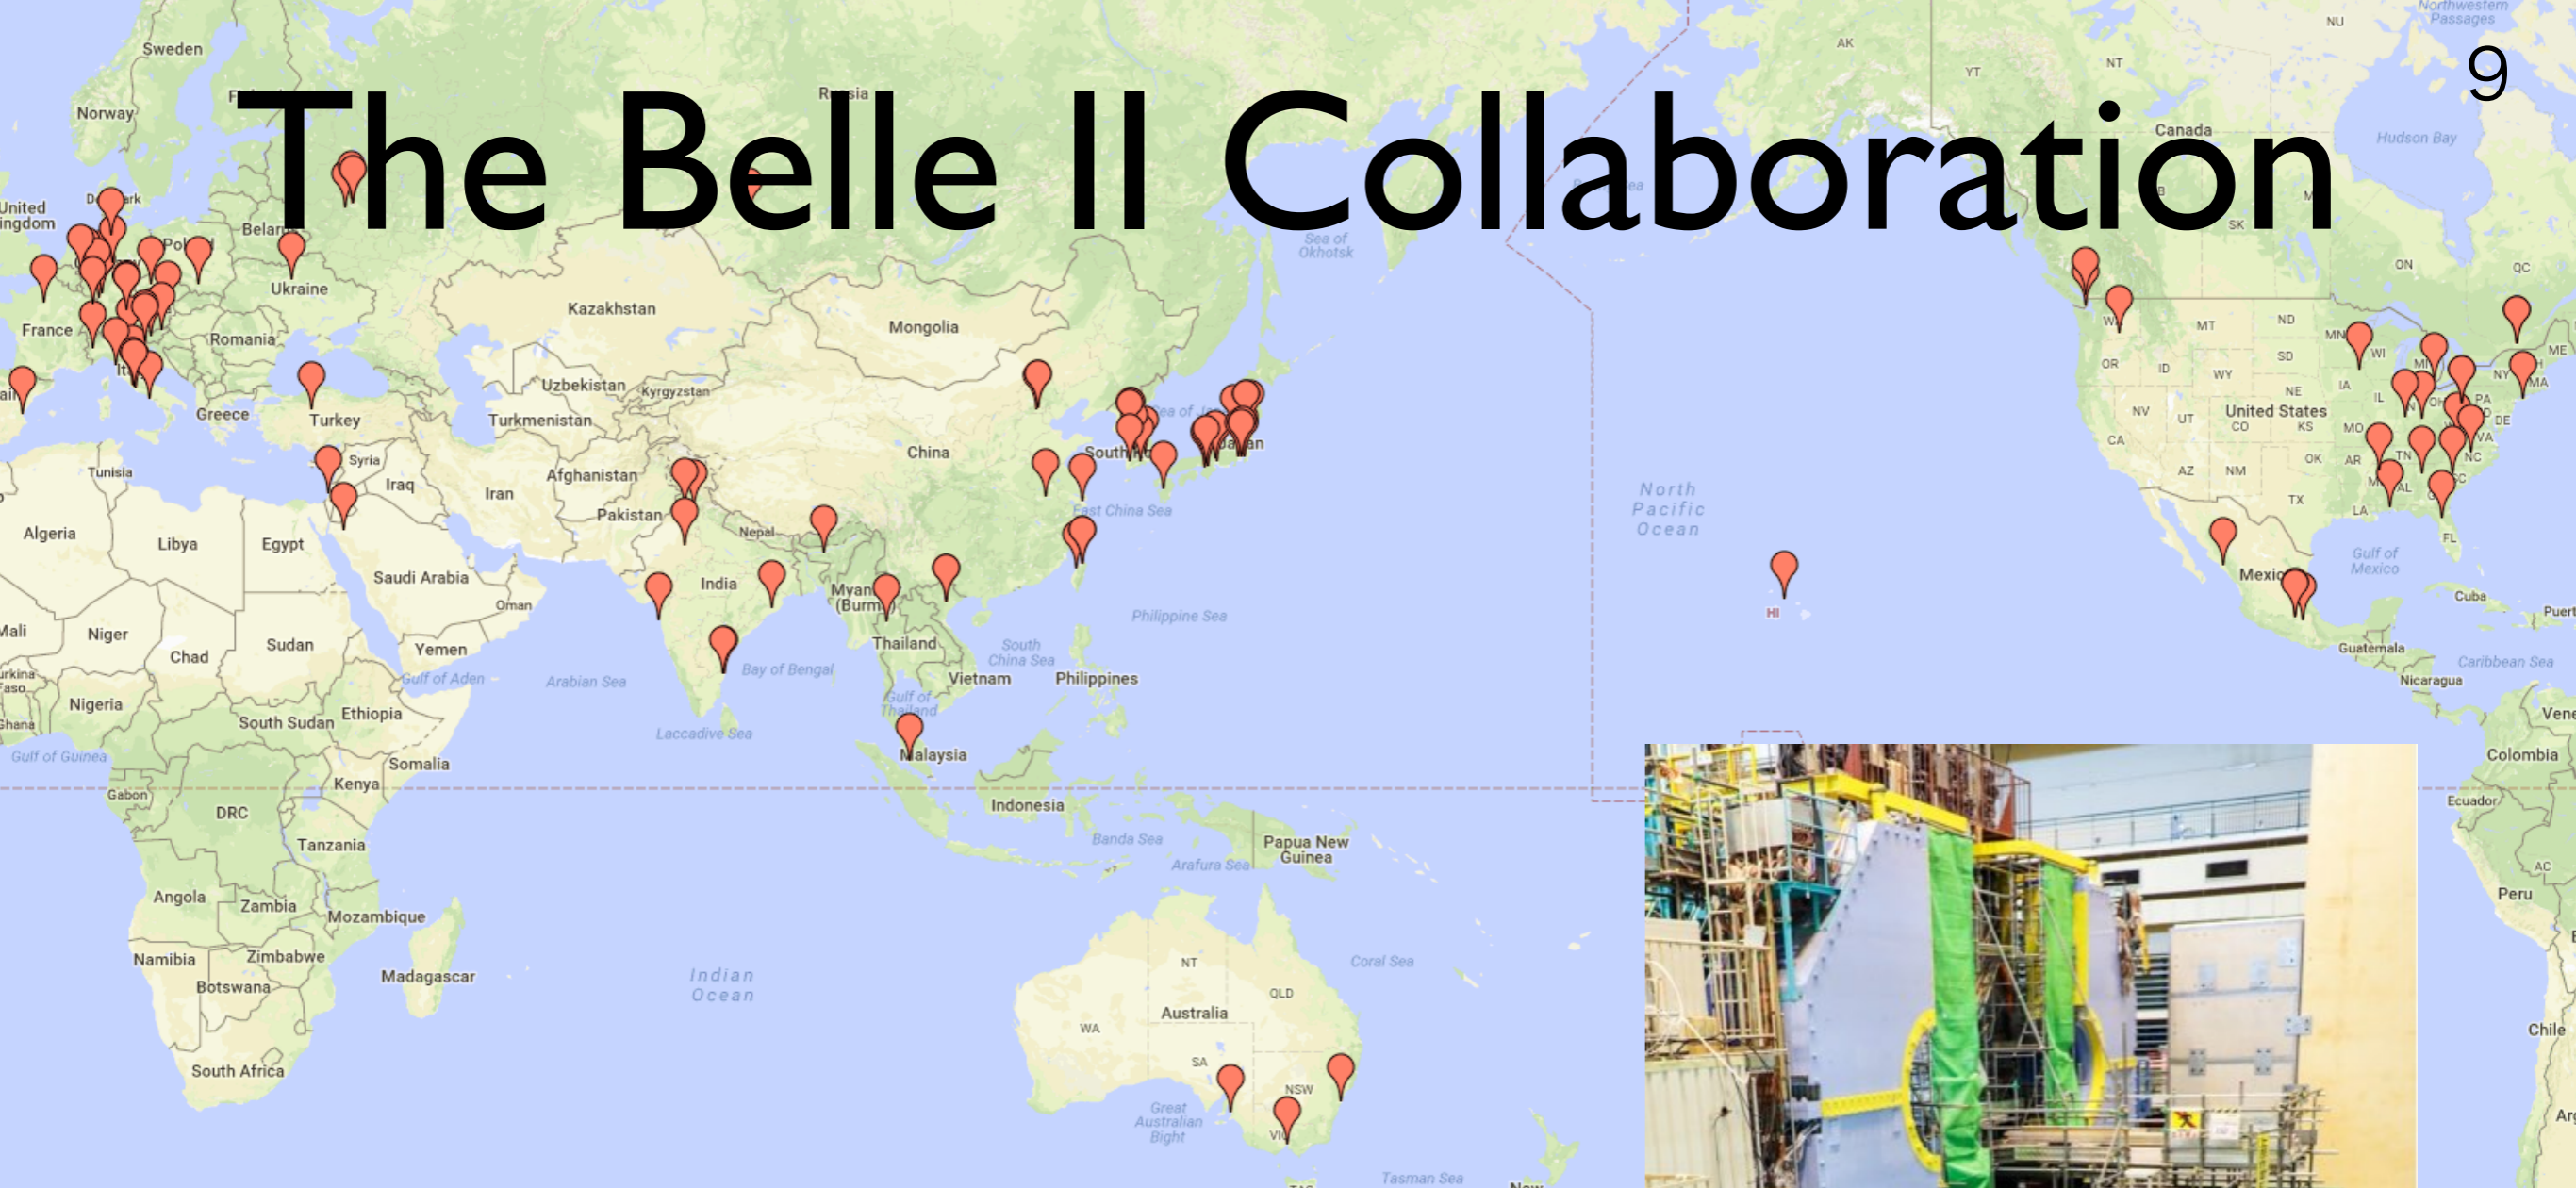 The Belle II Collaboration
9
Sweden
Norway
Russia
United
Kingdom
Ukraine
France
Romania
Greece
Turkey
Kazakhstan
Mongolia
Uzbekistan
Kyrgyzstan
Turkmenistan
China
Sea of
Okhotsk
Afghanistan
Pakistan
Nepal
India
Syria
Iraq
Iran
Tunisia
Algeria
Libya
Egypt
Saudi Arabia
Oman
Yemen
Mali
Niger
Chad
Sudan
Nigeria
South Sudan
Ethiopia
Somalia
Gulf of Aden
Gulf of Guinea
Gabon
DRC
Kenya
Tanzania
Angola
Zambia
Mozambique
Namibia
Zimbabwe
Botswana
Madagascar
South Africa
Arabian Sea
Bay of Bengal
Laccadive Sea
Indian
Ocean
Thailand
Vietnam
Gulf of
Thailand
South
China Sea
Philippines
Philippine Sea
East China Sea
Malaysia
Indonesia
Banda Sea
Arafura Sea
Papua New
Guinea
Coral Sea
Australia
NT
QLD
WA
SA
NSW
VIC
Great
Australian
Bight
Tasman Sea
North
Pacific
Ocean
HI
AK
YT
NT
NU
Northwestern
Passages
Canada
Hudson Bay
SK
ON
QC
MT
ND
MN
WI
OR
ID
SD
WY
NE
IA
IL
NY
ME
MA
PA
NV
UT
United States
CO
KS
MO
DE
VA
CA
AZ
NM
OK
AR
TN
NC
TX
LA
AL
FL
Gulf of
Mexico
Mexico
Cuba
Guatemala
Nicaragua
Caribbean Sea
Colombia
Ecuador
AC
Peru
Chile